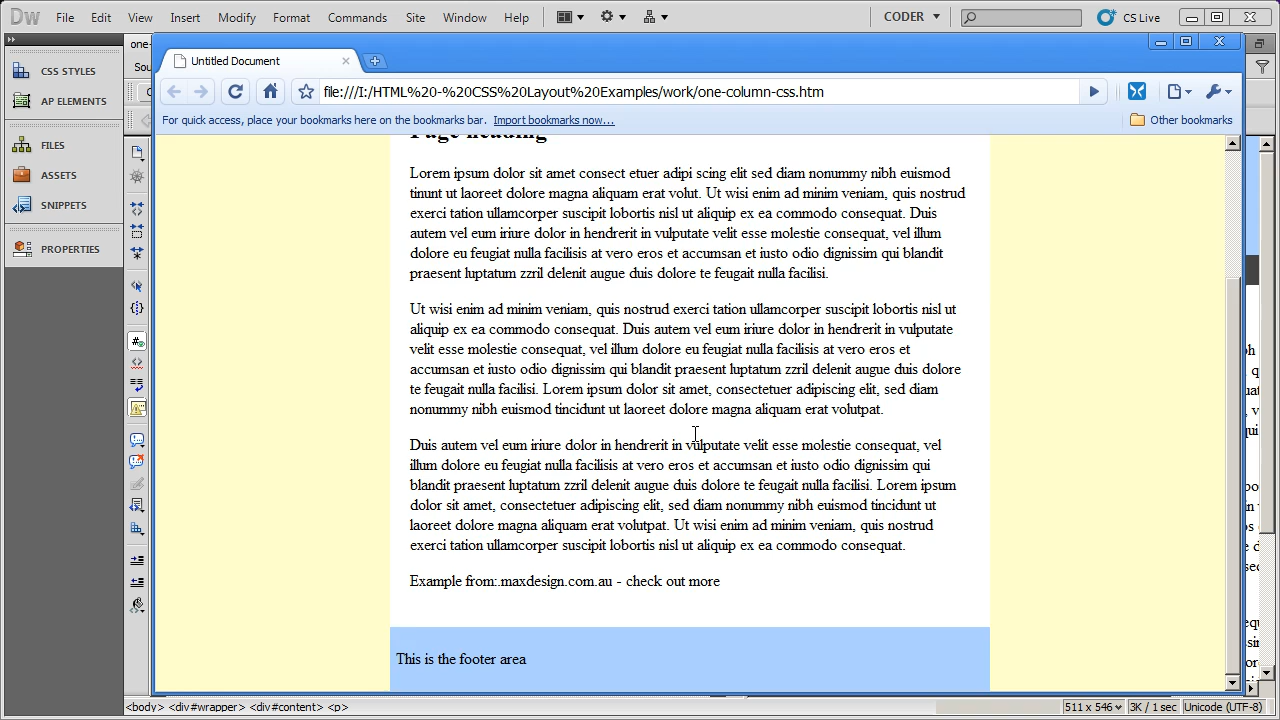 Dw File Edit View Insert Modify Format Commands Site Window Help CODER CS Live
one-
Untitled Document
Sou
CSS STYLES
AP ELEMENTS
FILES
ASSETS
SNIPPETS
PROPERTIES
file:///I:/HTML%20-%20CSS%20Layout%20Examples/work/one-column-css.htm
For quick access, place your bookmarks here on the bookmarks bar. Import bookmarks now... Other bookmarks
Page heading
Lorem ipsum dolor sit amet consect etuer adipi scing elit sed diam nonummy nibh euismod
tinunt ut laoreet dolore magna aliquam erat volut. Ut wisi enim ad minim veniam, quis nostrud
exerci tation ullamcorper suscipit lobortis nisl ut aliquip ex ea commodo consequat. Duis
autem vel eum iriure dolor in hendrerit in vulputate velit esse molestie consequat, vel illum
dolore eu feugiat nulla facilisis at vero eros et accumsan et iusto odio dignissim qui blandit
praesent luptatum zzril delenit augue duis dolore te feugait nulla facilisi.
Ut wisi enim ad minim veniam, quis nostrud exerci tation ullamcorper suscipit lobortis nisl ut
aliquip ex ea commodo consequat. Duis autem vel eum iriure dolor in hendrerit in vulputate
velit esse molestie consequat, vel illum dolore eu feugiat nulla facilisis at vero eros et
accumsan et iusto odio dignissim qui blandit praesent luptatum zzril delenit augue duis dolore
te feugait nulla facilisi. Lorem ipsum dolor sit amet, consectetuer adipiscing elit, sed diam
nonummy nibh euismod tincidunt ut laoreet dolore magna aliquam erat volutpat.
Duis autem vel eum iriure dolor in hendrerit in vulputate velit esse molestie consequat, vel
illum dolore eu feugiat nulla facilisis at vero eros et accumsan et iusto odio dignissim qui
blandit praesent luptatum zzril delenit augue duis dolore te feugait nulla facilisi. Lorem ipsum
dolor sit amet, consectetuer adipiscing elit, sed diam nonummy nibh euismod tincidunt ut
laoreet dolore magna aliquam erat volutpat. Ut wisi enim ad minim veniam, quis nostrud
exerci tation ullamcorper suscipit lobortis nisl ut aliquip ex ea commodo consequat.
Example from:.maxdesign.com.au - check out more
This is the footer area
<body> <div#wrapper> <div#content> <p> 511 x 546 3K / 1 sec Unicode (UTF-8)